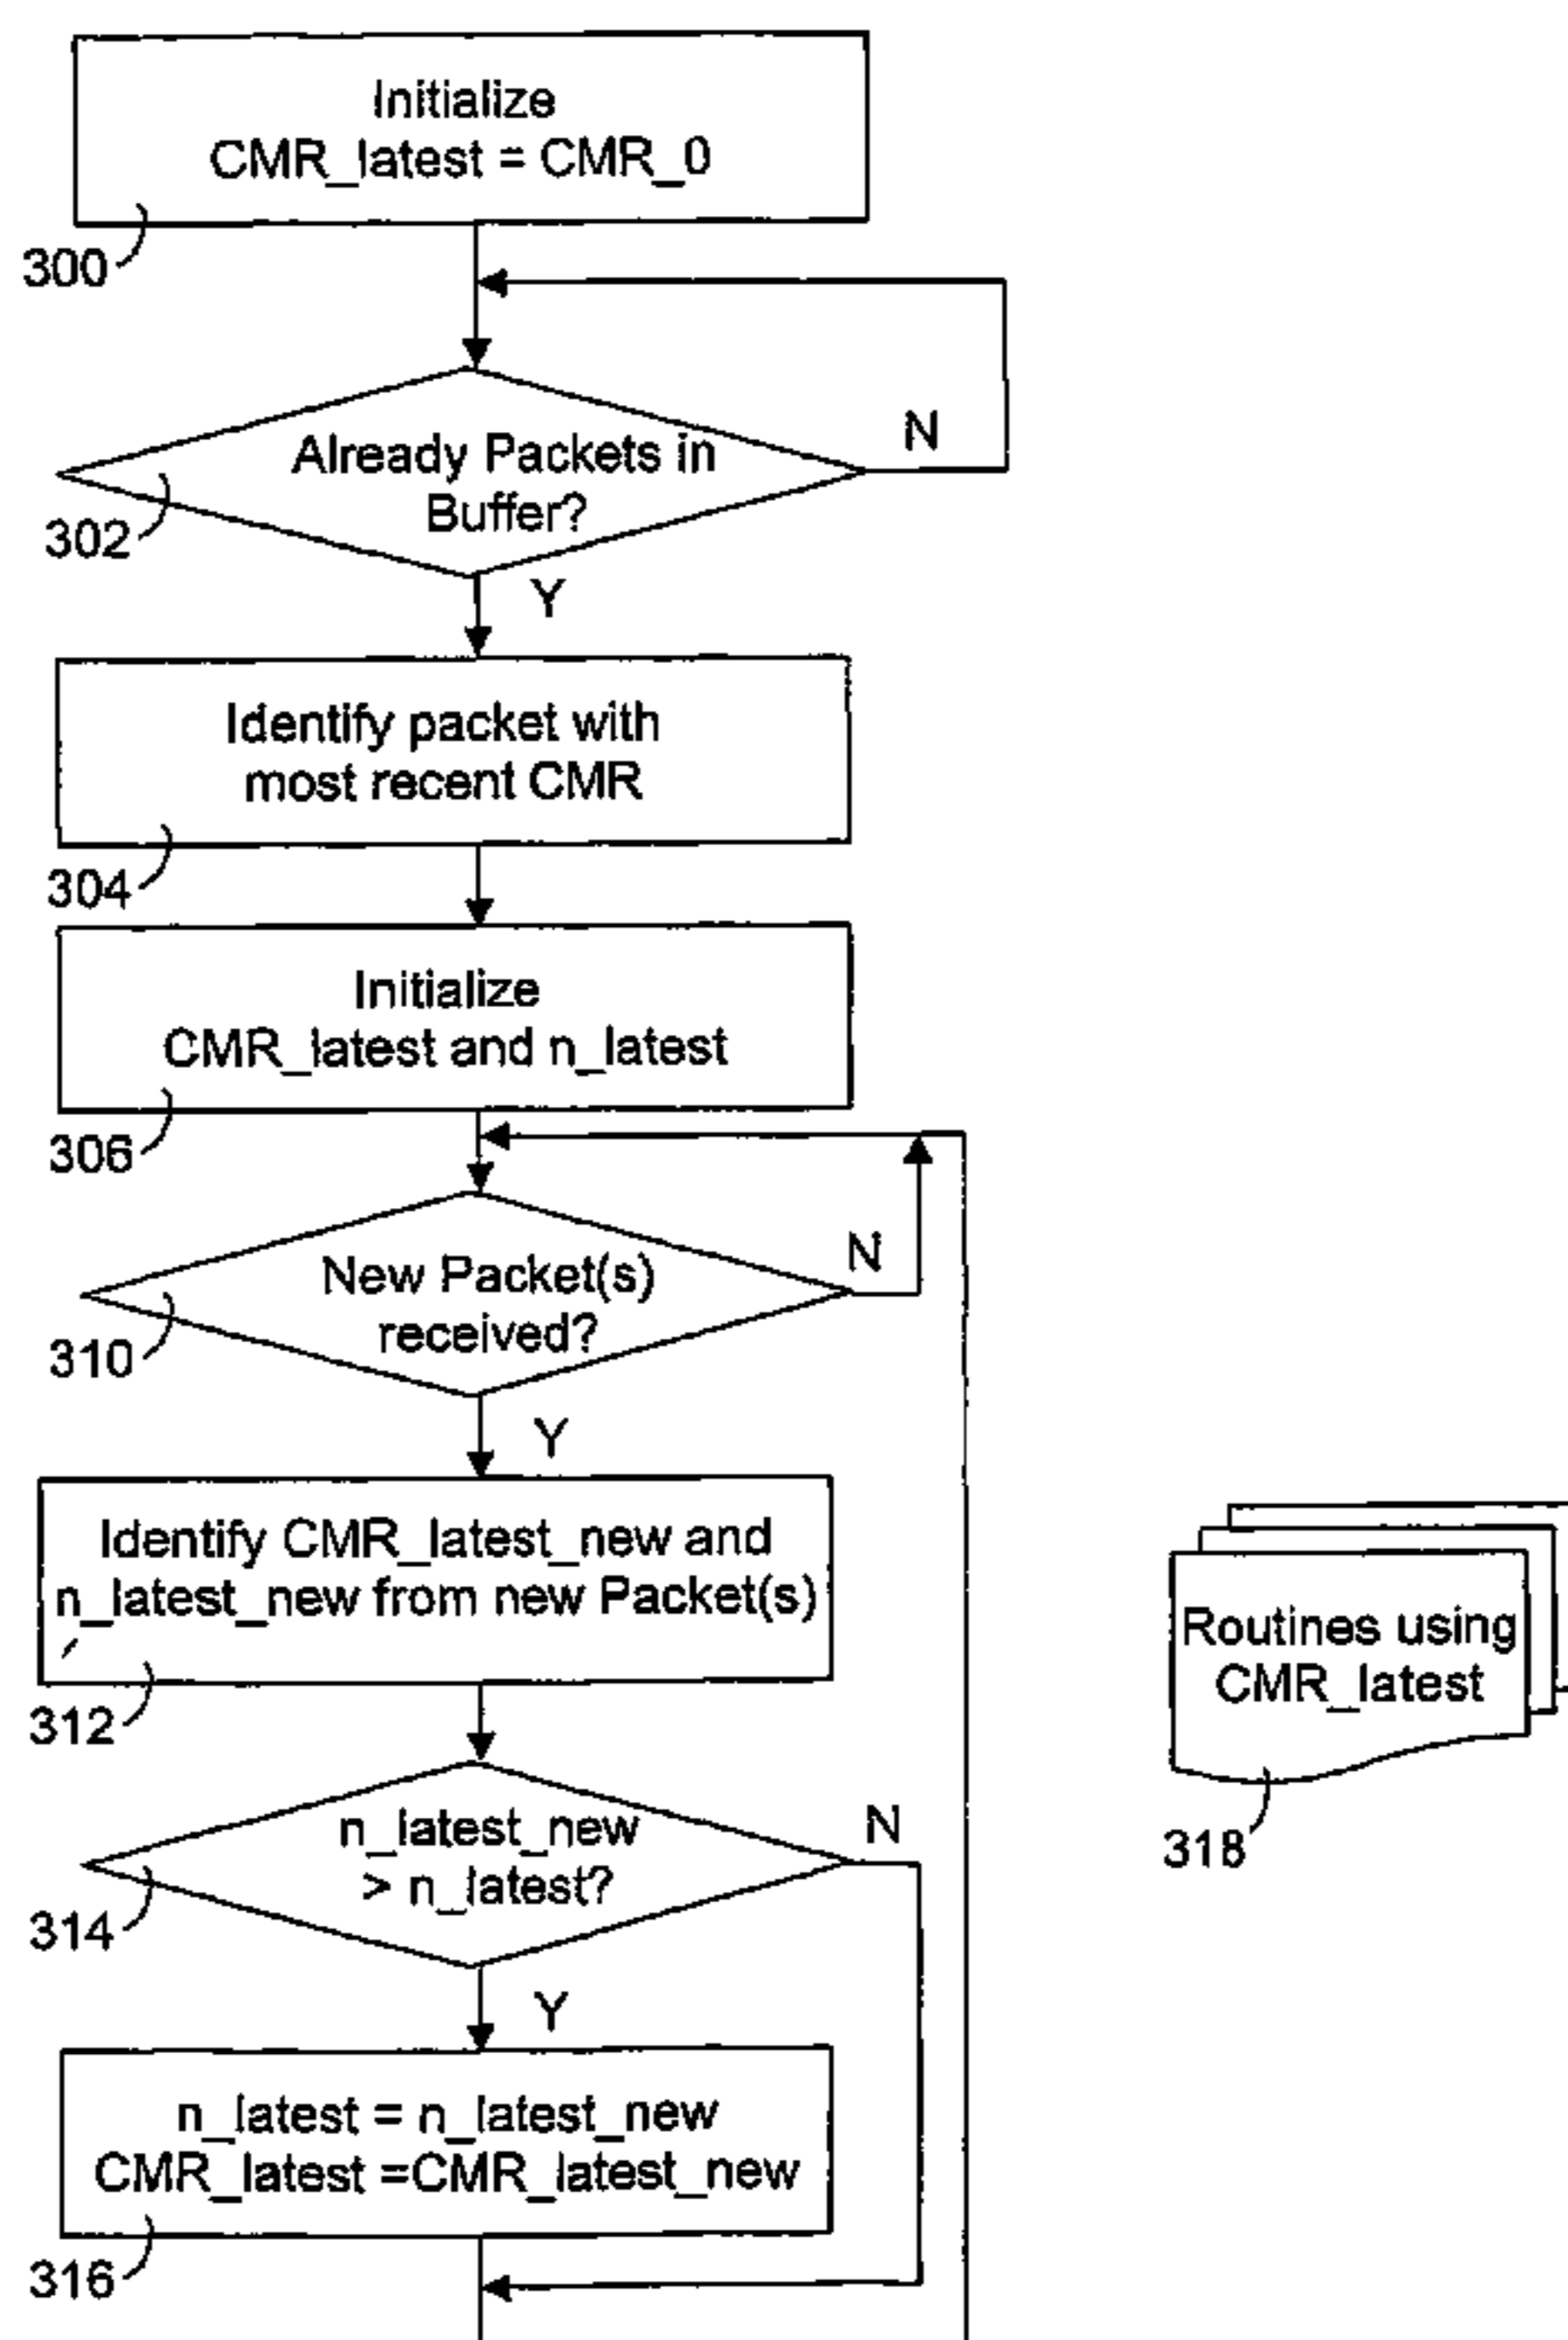 Initialize
CMR_latest = CMR_0
300
Already Packets in
Buffer?
N
302
Y
Identify packet with
most recent CMR
304
Initialize
CMR_latest and n_latest
306
New Packet(s)
received?
N
310
Y
Identify CMR_latest_new and
n_latest_new from new Packet(s)
312
Routines using
CMR_latest
318
n_latest_new
> n_latest?
N
314
Y
n_latest = n_latest_new
CMR_latest =CMR_latest_new
316